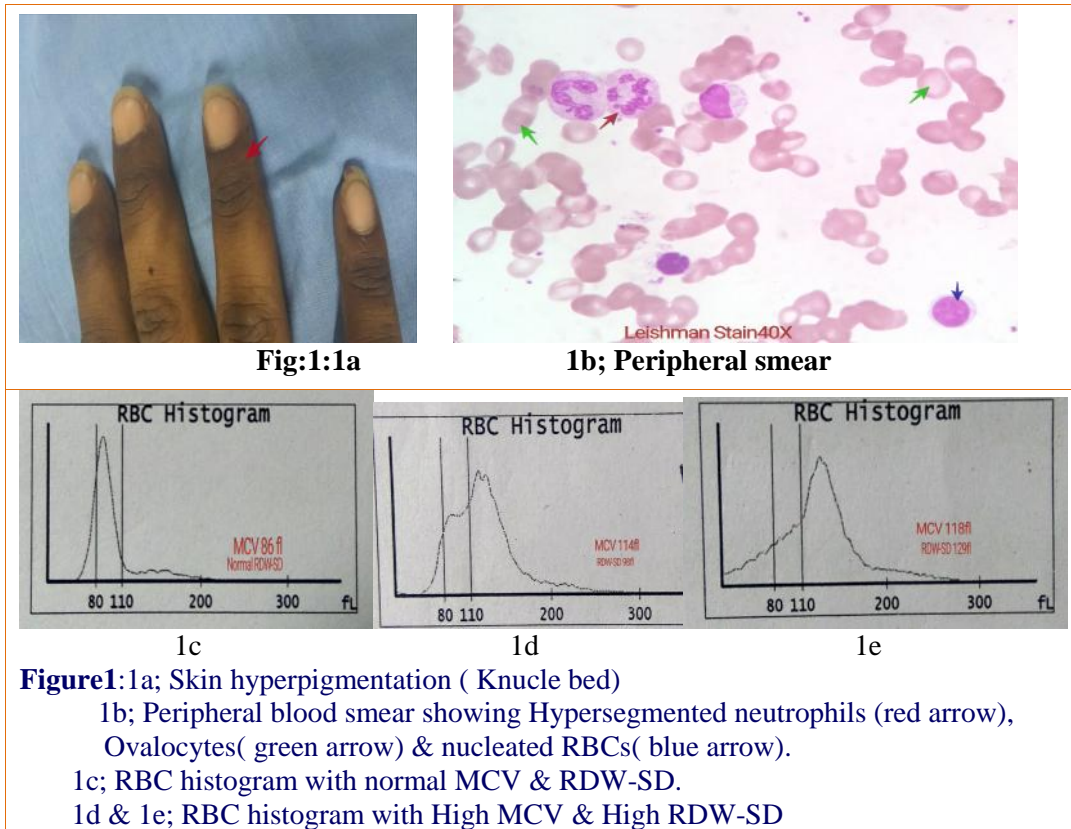 Leishman Stain40X
Fig:1:1a
1b; Peripheral smear
RBC Histogram
MCV 86 fl
Normal RDW-SD
80 110 200 300 fL
RBC Histogram
MCV 114fl
RDW-SD 98fl
80 110 200 300
RBC Histogram
MCV 118fl
RDW-SD 129fl
80 110 200 300 fL
1c
1d
1e
Figure1:1a; Skin hyperpigmentation ( Knucle bed)
1b; Peripheral blood smear showing Hypersegmented neutrophils (red arrow),
Ovalocytes( green arrow) & nucleated RBCs( blue arrow).
1c; RBC histogram with normal MCV & RDW-SD.
1d & 1e; RBC histogram with High MCV & High RDW-SD